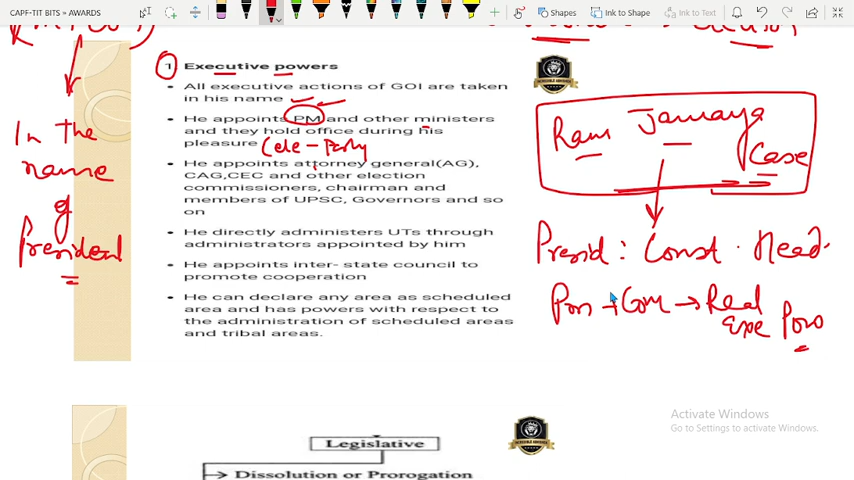 CAPF-TIT BITS » AWARDS
Shapes
Ink to Shape
Ink to Text
1 Executive powers
• All executive actions of GOI are taken
in his name
• He appoints PM and other ministers
and they hold office during his
pleasure
• He appoints attorney general(AG),
CAG,CEC and other election
commissioners, chairman and
members of UPSC, Governors and so
on
• He directly administers UTs through
administrators appointed by him
• He appoints inter- state council to
promote cooperation
• He can declare any area as scheduled
area and has powers with respect to
the administration of scheduled areas
and tribal areas.
In the
name
of
President
Ram Jawaya
Case
Presid: Const. Head.
→ Real
Exe Pow
Legislative
Dissolution or Prorogation
Activate Windows
Go to Settings to activate Windows.